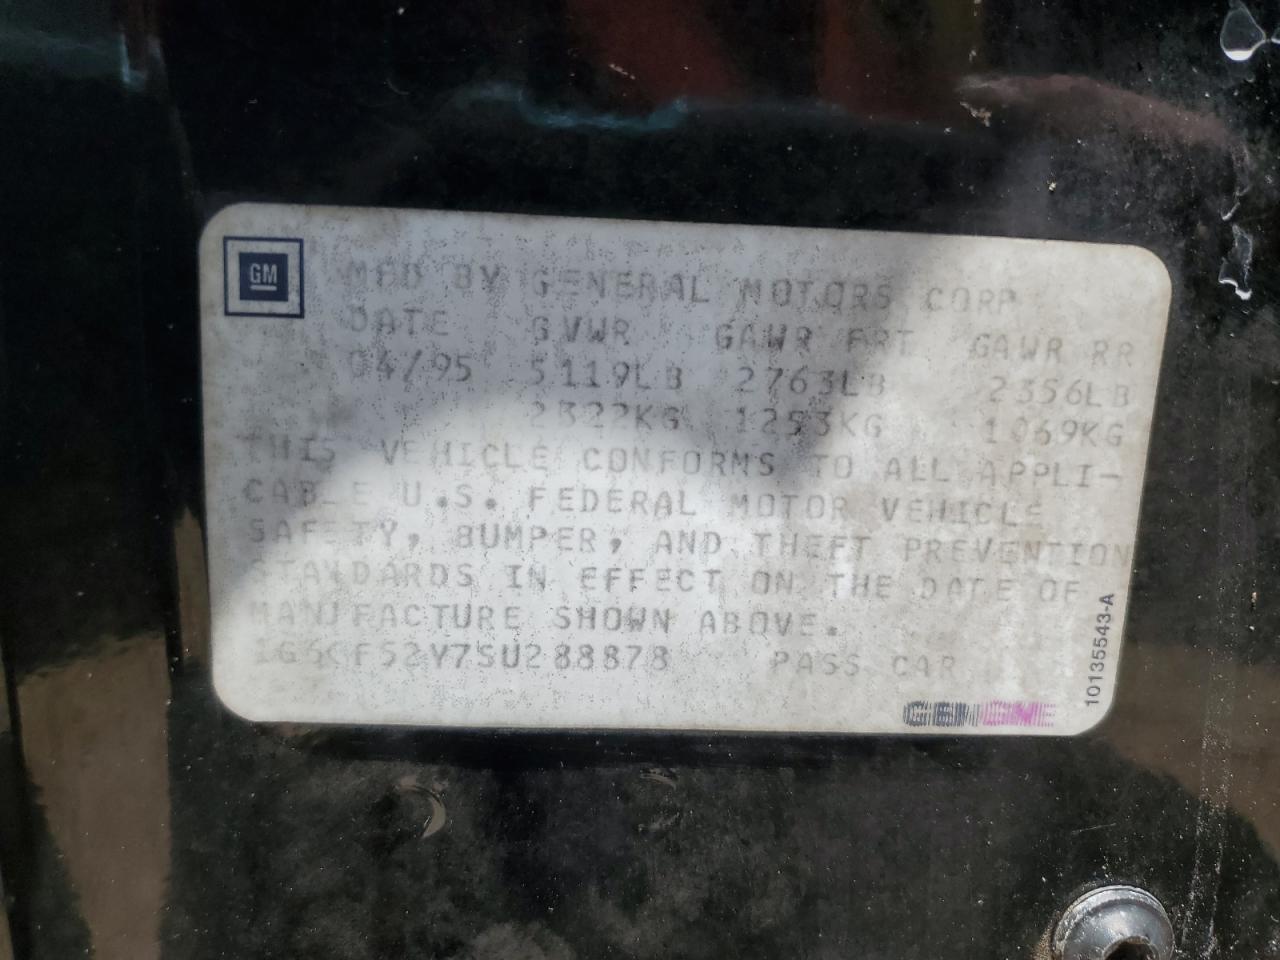 GM
MFD BY GENERAL MOTORS CORP
DATE GVWR GAWR FRT GAWR RR
04/95 5119LB 2763LB 2356LB
2322KG 1253KG 1069KG
THIS VEHICLE CONFORMS TO ALL APPLI-
CABLE U.S. FEDERAL MOTOR VEHICLE
SAFETY, BUMPER, AND THEFT PREVENTION
STANDARDS IN EFFECT ON THE DATE OF
MANUFACTURE SHOWN ABOVE.
1G6KF52Y7SU288878 PASS CAR
10135543-A